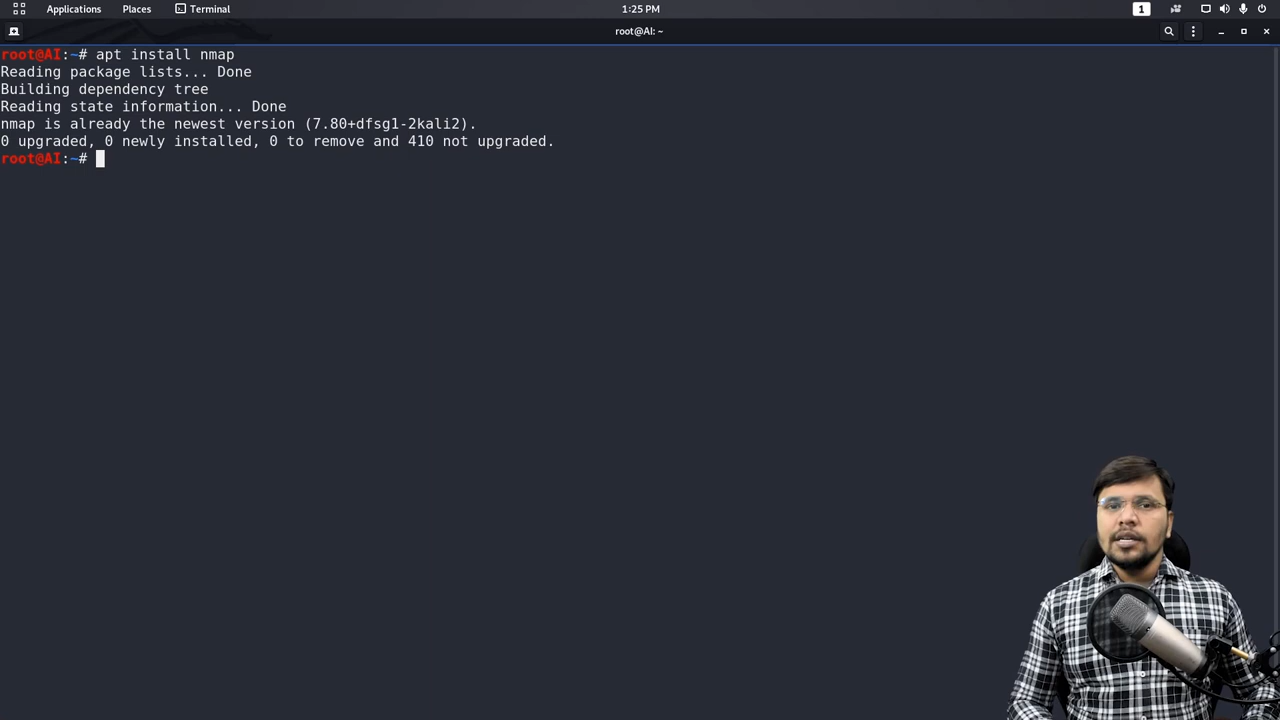 Applications Places Terminal 1:25 PM 1
root@AI: ~
root@AI:~# apt install nmap
Reading package lists... Done
Building dependency tree
Reading state information... Done
nmap is already the newest version (7.80+dfsg1-2kali2).
0 upgraded, 0 newly installed, 0 to remove and 410 not upgraded.
root@AI:~#